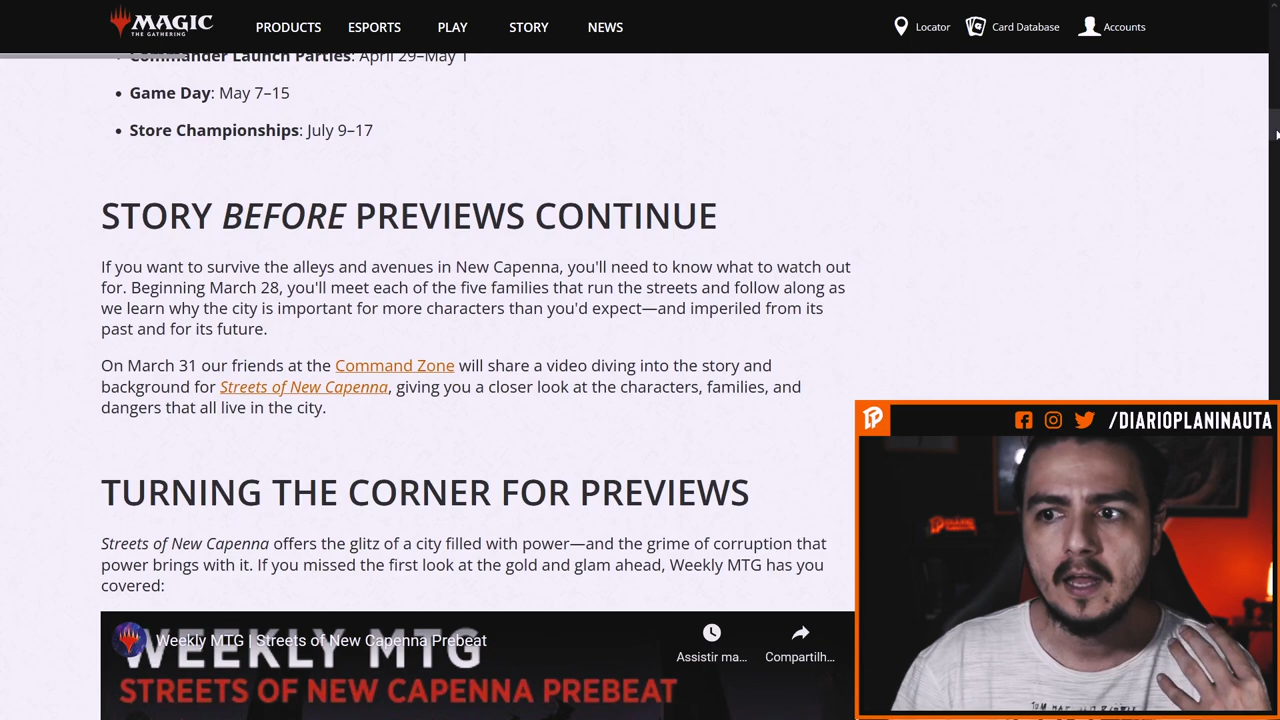 MAGIC
THE GATHERING
PRODUCTS
ESPORTS
PLAY
STORY
NEWS
Locator
Card Database
Accounts
Commander Launch Parties: April 29–May 1
Game Day: May 7–15
Store Championships: July 9–17
STORY BEFORE PREVIEWS CONTINUE
If you want to survive the alleys and avenues in New Capenna, you'll need to know what to watch out
for. Beginning March 28, you'll meet each of the five families that run the streets and follow along as
we learn why the city is important for more characters than you'd expect—and imperiled from its
past and for its future.
On March 31 our friends at the Command Zone will share a video diving into the story and
background for Streets of New Capenna, giving you a closer look at the characters, families, and
dangers that all live in the city.
TURNING THE CORNER FOR PREVIEWS
Streets of New Capenna offers the glitz of a city filled with power—and the grime of corruption that
power brings with it. If you missed the first look at the gold and glam ahead, Weekly MTG has you
covered:
Weekly MTG | Streets of New Capenna Prebeat
WEEKLY MTG
STREETS OF NEW CAPENNA PREBEAT
Assistir ma...
Compartilh...
/DIARIOPLANINAUTA